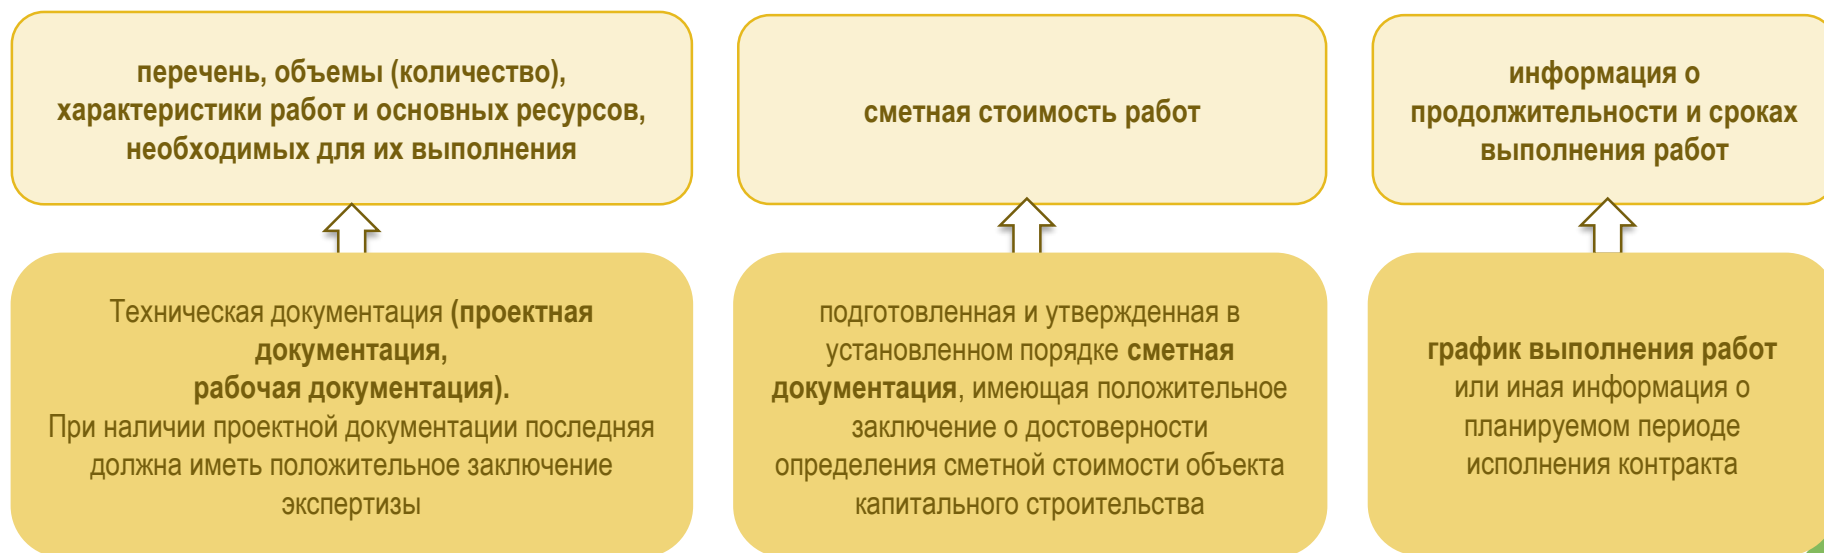 перечень, объемы (количество),
характеристики работ и основных ресурсов,
необходимых для их выполнения
сметная стоимость работ
информация о
продолжительности и сроках
выполнения работ
Техническая документация (проектная
документация,
рабочая документация).
При наличии проектной документации последняя
должна иметь положительное заключение
экспертизы
подготовленная и утвержденная в
установленном порядке сметная
документация, имеющая положительное
заключение о достоверности
определения сметной стоимости объекта
капитального строительства
график выполнения работ
или иная информация о
планируемом периоде
исполнения контракта